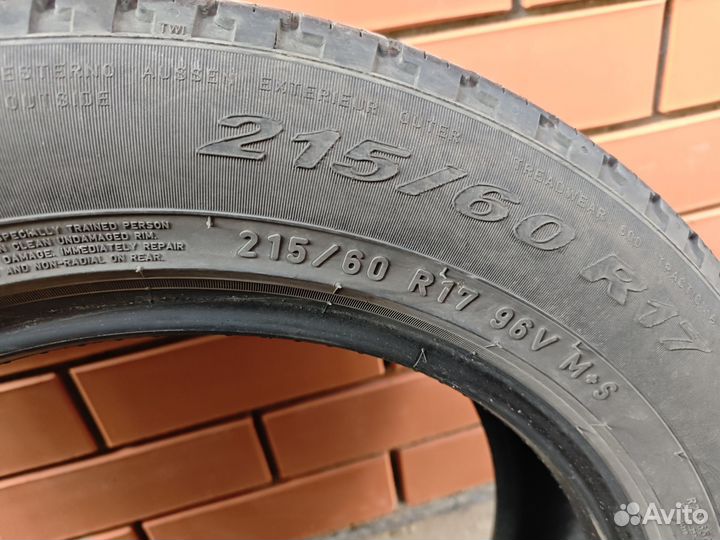 TWI
ESTERNO AUSSEN EXTERIEUR OUTER TREADWEAR
OUTSIDE
215/60 R17
SPECIALLY TRAINED PERSON
CLEAN UNDAMAGED RIM.
DAMAGE. IMMEDIATELY REPAIR
AND NON-RADIAL ON REAR.
215/60 R17 96V M+S
Avito